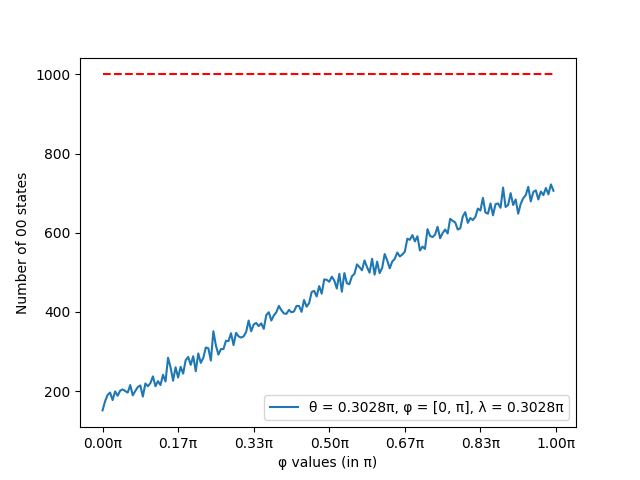 1000
800
600
400
200
Number of 00 states
θ = 0.3028π, φ = [0, π], λ = 0.3028π
0.00π 0.17π 0.33π 0.50π 0.67π 0.83π 1.00π
φ values (in π)